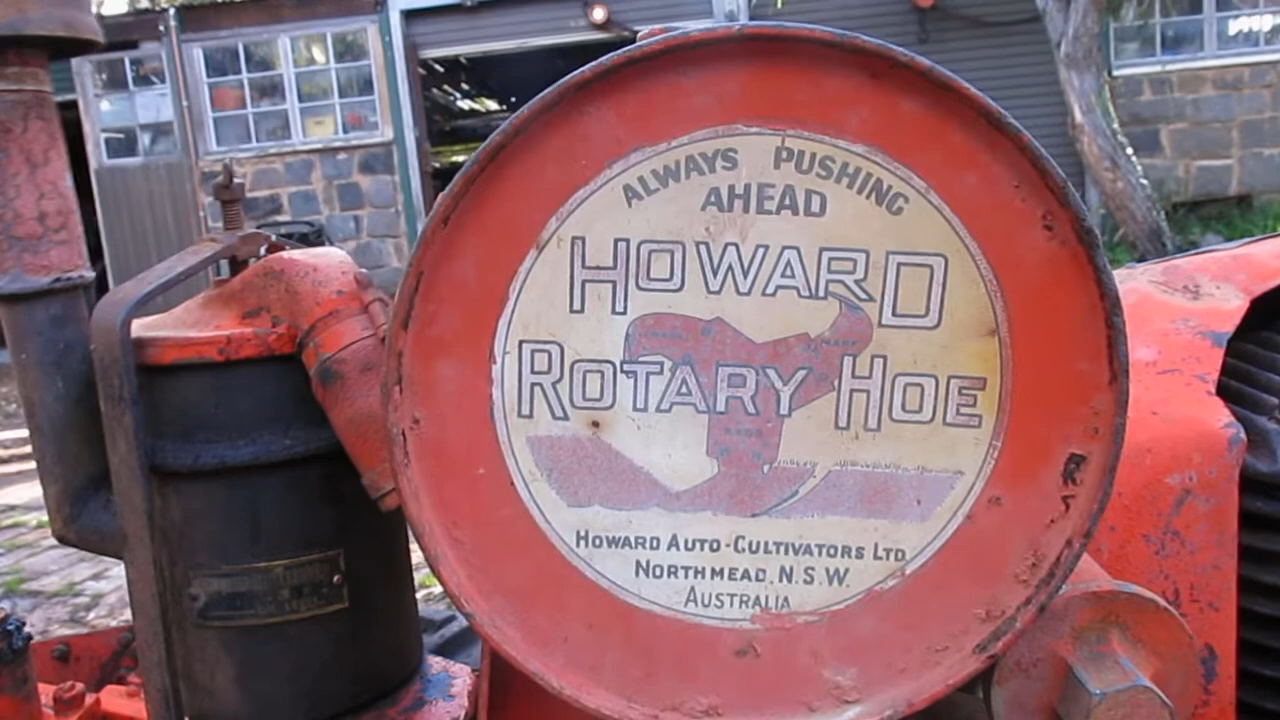 ALWAYS PUSHING
AHEAD
HOWARD
ROTARY HOE
HOWARD AUTO-CULTIVATORS LTD.
NORTHMEAD, N.S.W.
AUSTRALIA